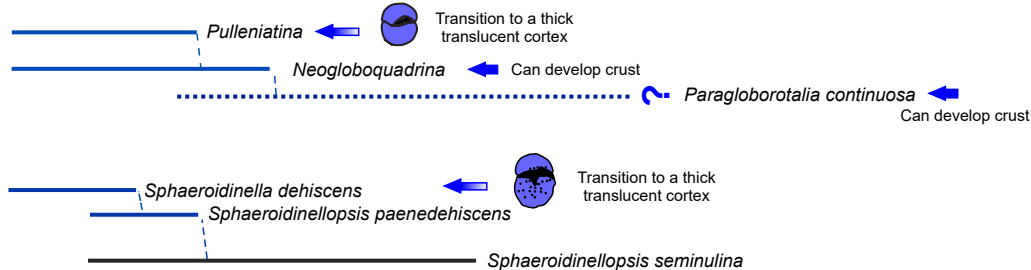 Pulleniatina
Transition to a thick
translucent cortex
Neogloboquadrina
Can develop crust
?
Paragloborotalia continuosa
Can develop crust
Sphaeroidinella dehiscens
Transition to a thick
translucent cortex
Sphaeroidinellopsis paenedehiscens
Sphaeroidinellopsis seminulina